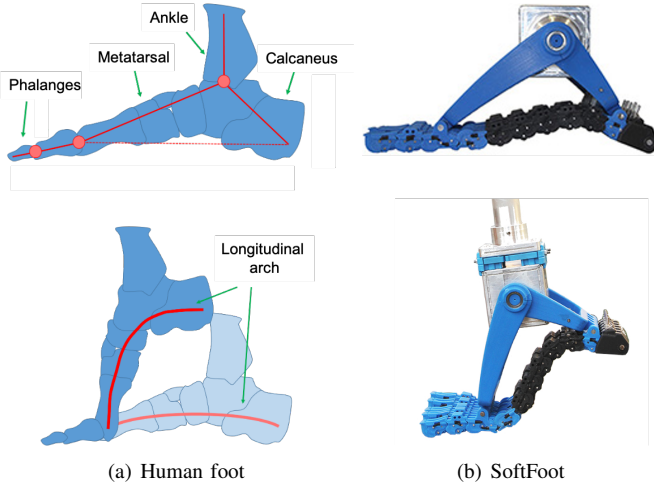 Ankle
Metatarsal
Calcaneus
Phalanges
Longitudinal
arch
(a) Human foot
(b) SoftFoot